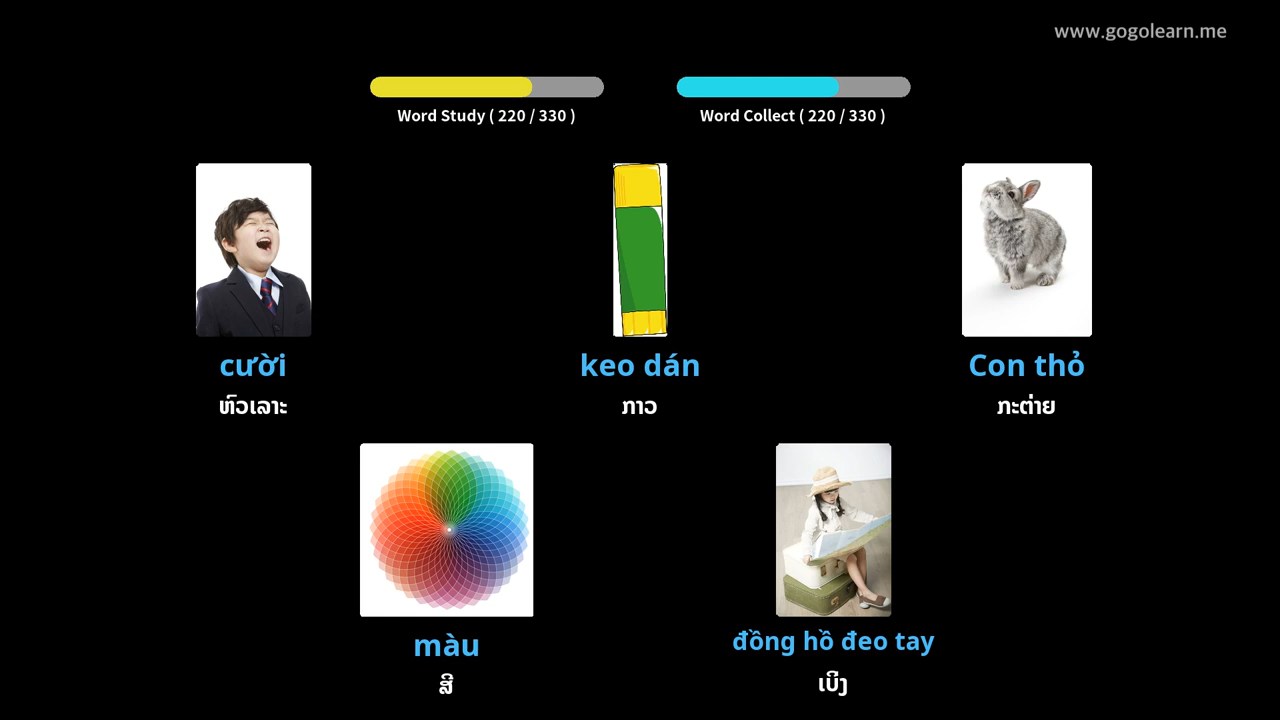 www.gogolearn.me
Word Study ( 220 / 330 )
Word Collect ( 220 / 330 )
cười
ຫົວເລາະ
keo dán
ກາວ
Con thỏ
ກະຕ່າຍ
màu
ສີ
đồng hồ đeo tay
ເບິງ